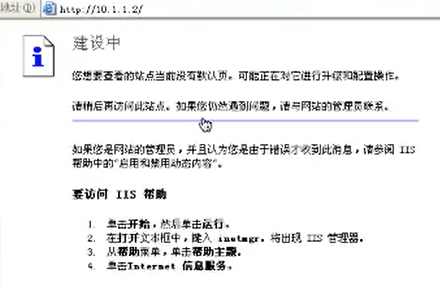 地址(D) http://10.1.1.2/
建设中
您想要查看的站点当前没有默认页。可能正在对它进行升级和配置操作。
请稍后再访问此站点。如果您仍然遇到问题，请与网站的管理员联系。
如果您是网站的管理员，并且认为您是由于错误才收到此消息，请参阅 IIS
帮助中的"启用和禁用动态内容"。
要访问 IIS 帮助
1. 单击开始，然后单击运行。
2. 在打开文本框中，键入 inetmgr。将出现 IIS 管理器。
3. 从帮助菜单，单击帮助主题。
4. 单击Internet 信息服务。